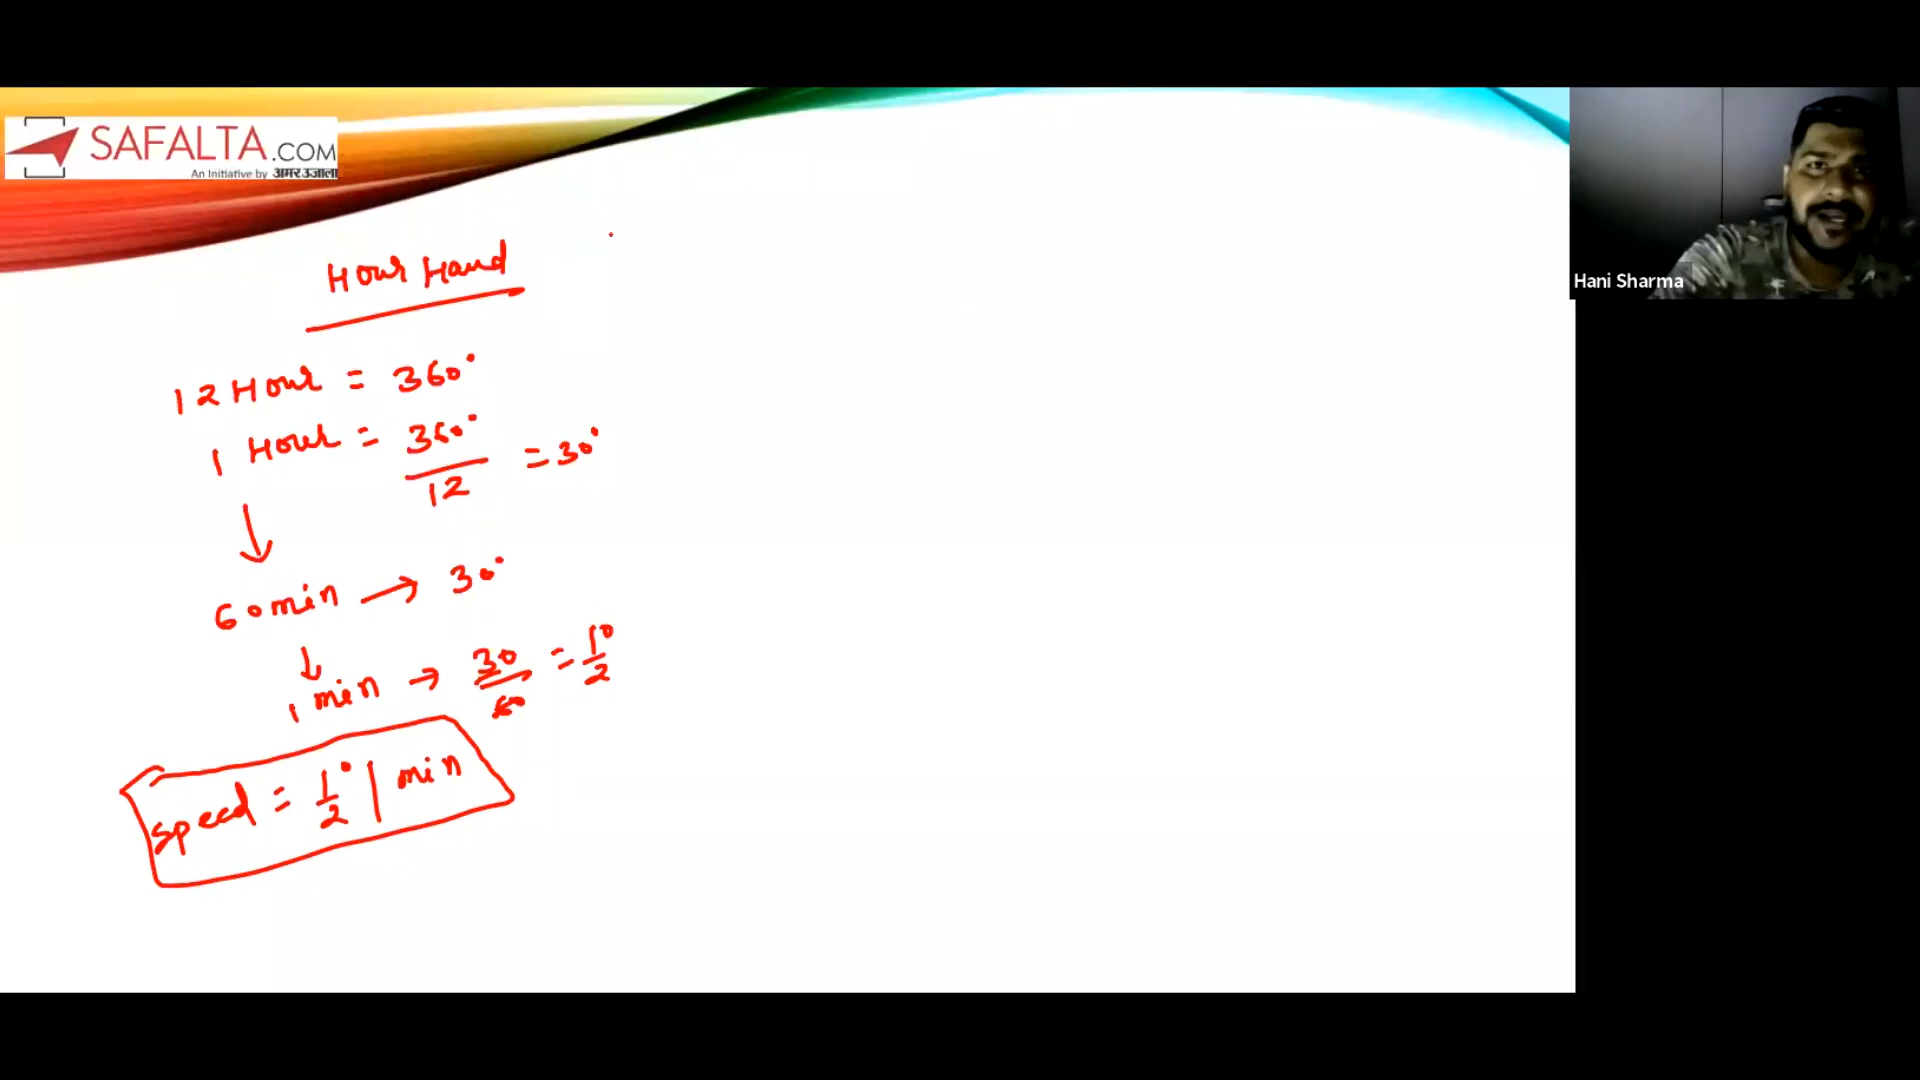 SAFALTA.COM
An Initiative by अमर उजाला
Hani Sharma
Hour Hand
12 Hour = 360°
1 Hour = 360°/12 = 30°
60 min → 30°
1 min → 30/60 = 1°/2
Speed = 1°/2 | min